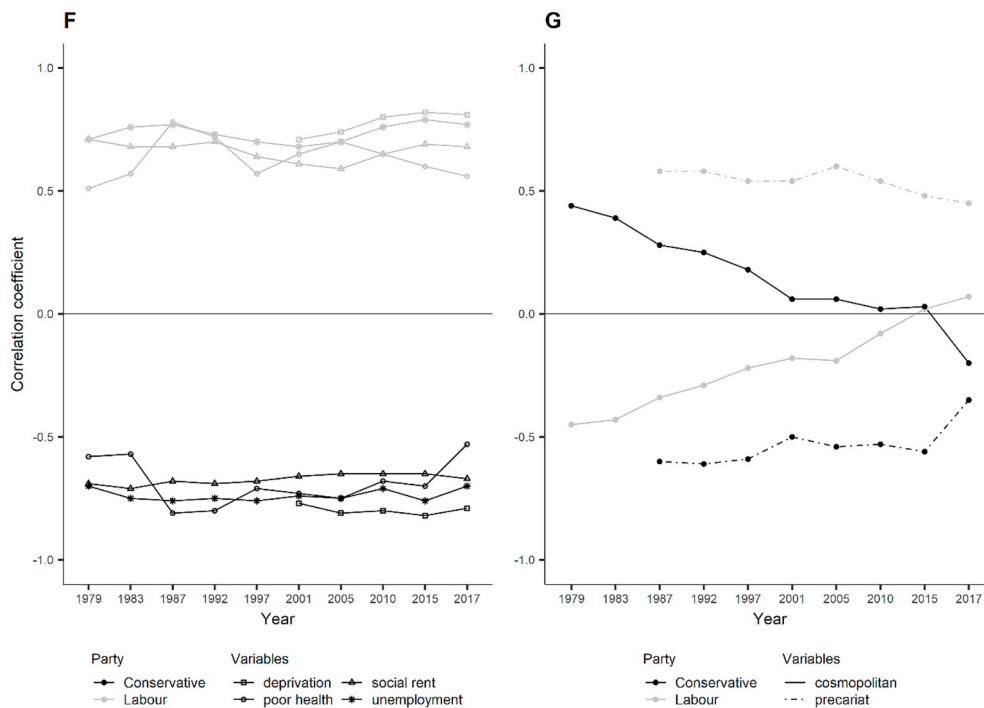 F
Correlation coefficient
1.0
0.5
0.0
-0.5
-1.0
1979 1983 1987 1992 1997 2001 2005 2010 2015 2017
Year
Party
Conservative
Labour
Variables
deprivation
poor health
social rent
unemployment
G
1.0
0.5
0.0
-0.5
-1.0
1979 1983 1987 1992 1997 2001 2005 2010 2015 2017
Year
Party
Conservative
Labour
Variables
cosmopolitan
precariat